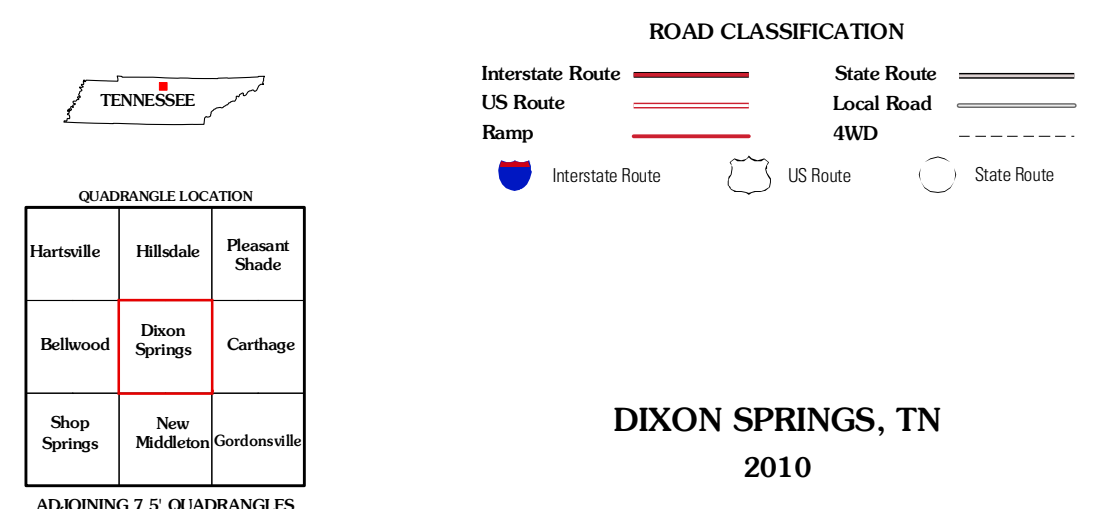 ROAD CLASSIFICATION
Interstate Route
State Route
US Route
Local Road
Ramp
4WD
Interstate Route
US Route
State Route
TENNESSEE
QUADRANGLE LOCATION
Hartsville
Hillsdale
Pleasant
Shade
Bellwood
Dixon
Springs
Carthage
Shop
Springs
New
Middleton
Gordonsville
ADJOINING 7.5' QUADRANGLES
DIXON SPRINGS, TN
2010